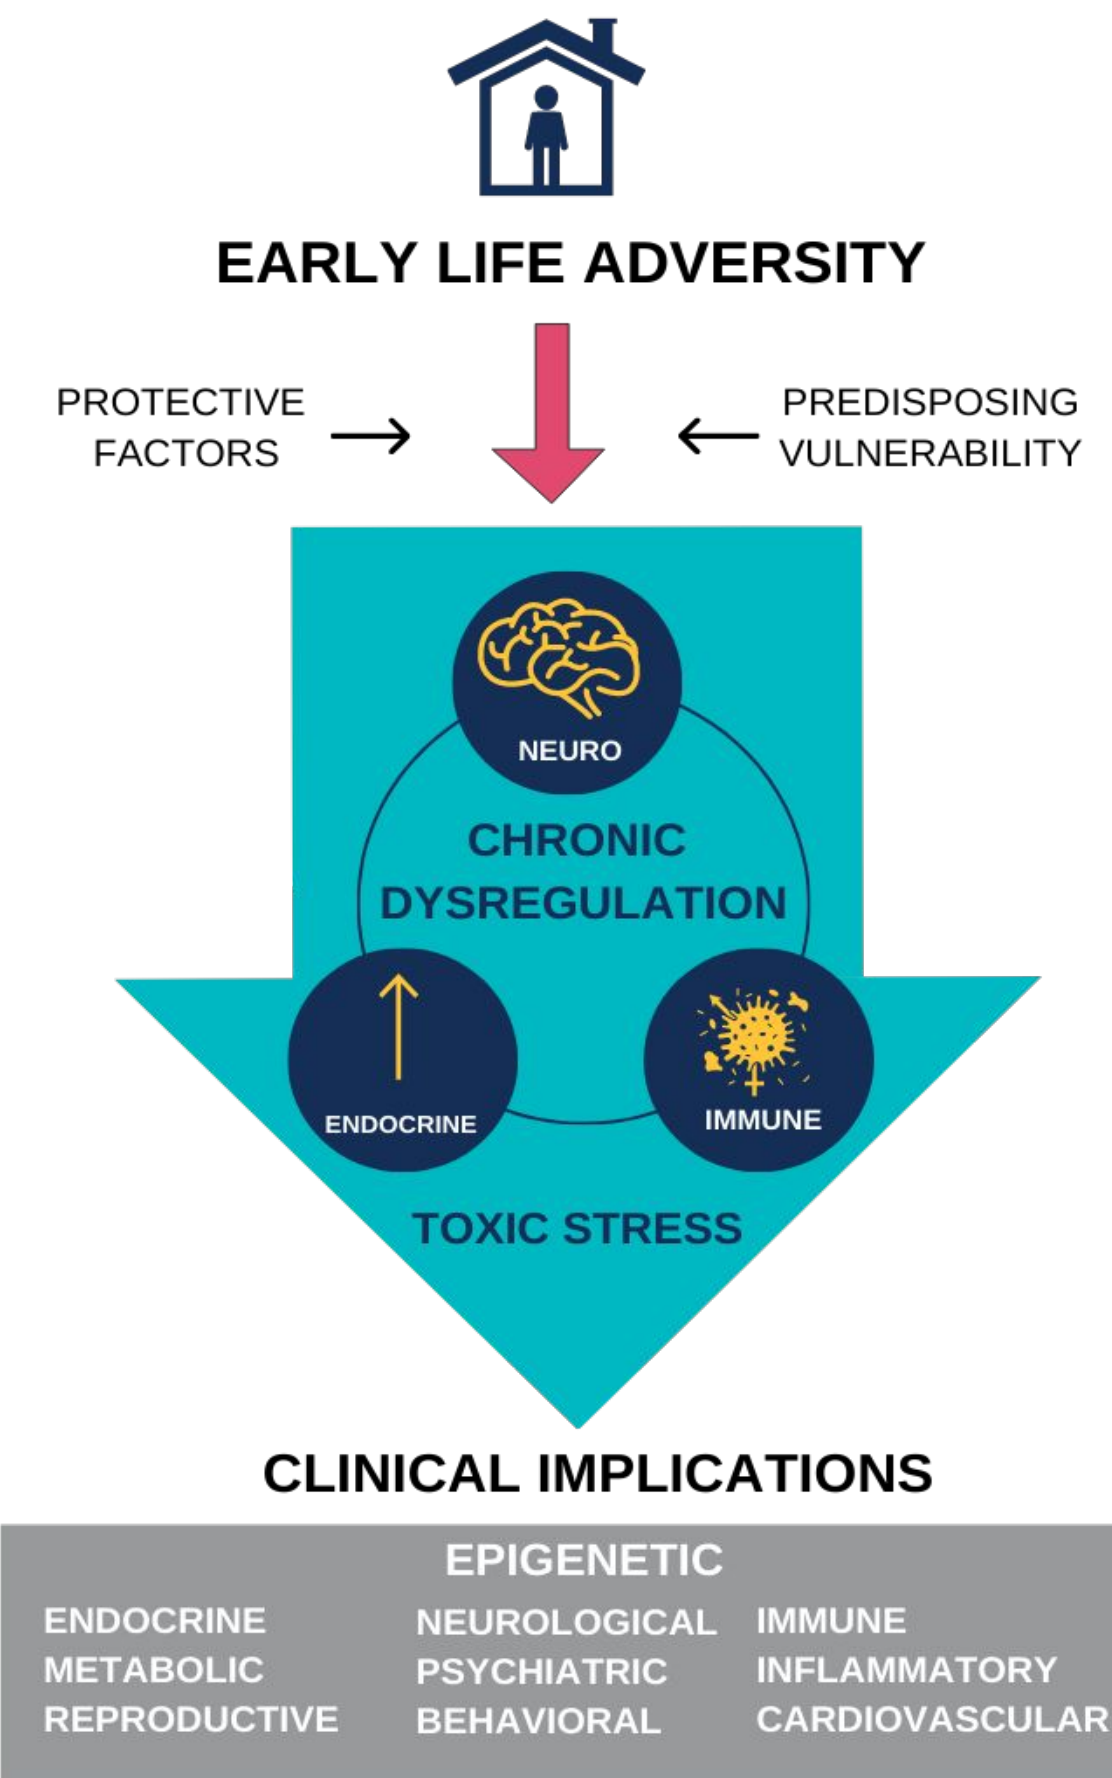 EARLY LIFE ADVERSITY
PROTECTIVE
FACTORS
PREDISPOSING
VULNERABILITY
NEURO
CHRONIC
DYSREGULATION
ENDOCRINE
IMMUNE
TOXIC STRESS
CLINICAL IMPLICATIONS
EPIGENETIC
ENDOCRINE
METABOLIC
REPRODUCTIVE
NEUROLOGICAL
PSYCHIATRIC
BEHAVIORAL
IMMUNE
INFLAMMATORY
CARDIOVASCULAR